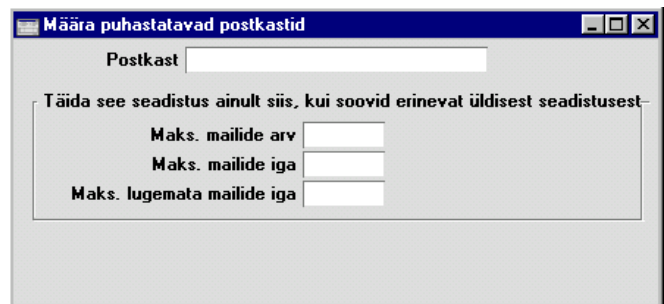 Määra puhastatavad postkastid
Postkast
Täida see seadistus ainult siis, kui soovid erinevat üldisest seadistusest
Maks. mailide arv
Maks. mailide iga
Maks. lugemata mailide iga